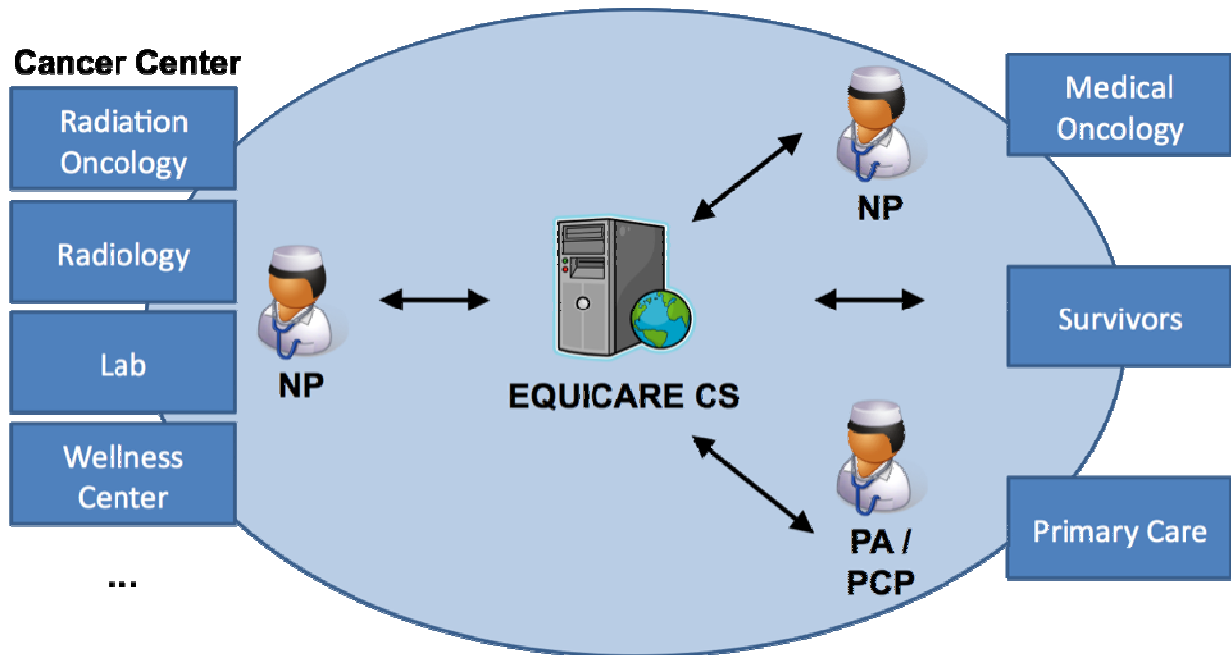 Cancer Center
Radiation
Oncology
Radiology
Lab
Wellness
Center
...
NP
EQUICARE CS
NP
PA /
PCP
Medical
Oncology
Survivors
Primary Care